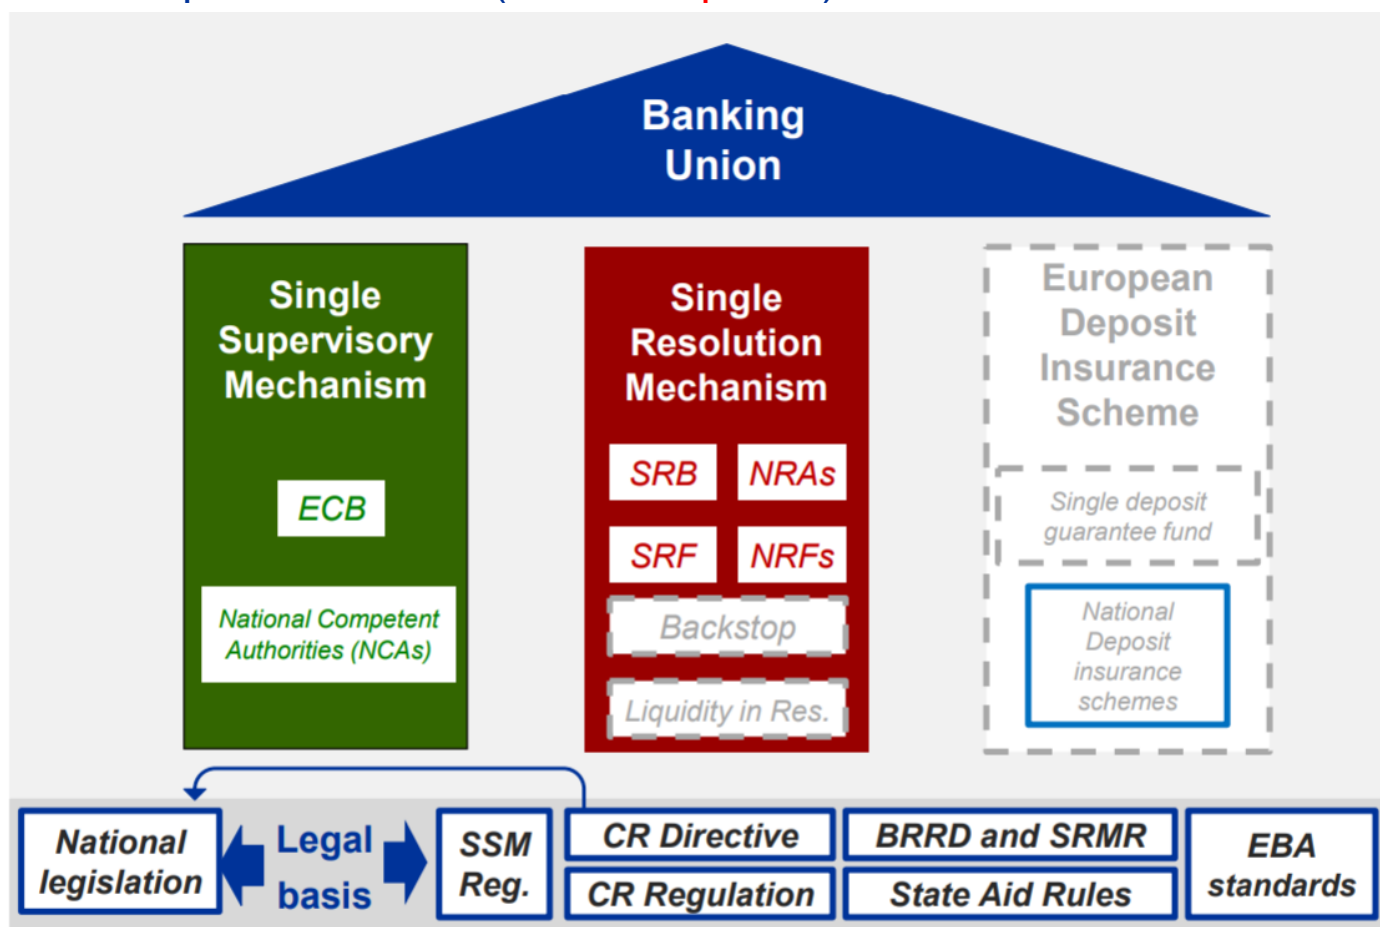 Banking
Union
Single
Supervisory
Mechanism
ECB
National Competent
Authorities (NCAs)
Single
Resolution
Mechanism
SRB
NRAs
SRF
NRFs
Backstop
Liquidity in Res.
European
Deposit
Insurance
Scheme
Single deposit
guarantee fund
National
Deposit
insurance
schemes
National
legislation
Legal
basis
SSM
Reg.
CR Directive
CR Regulation
BRRD and SRMR
State Aid Rules
EBA
standards